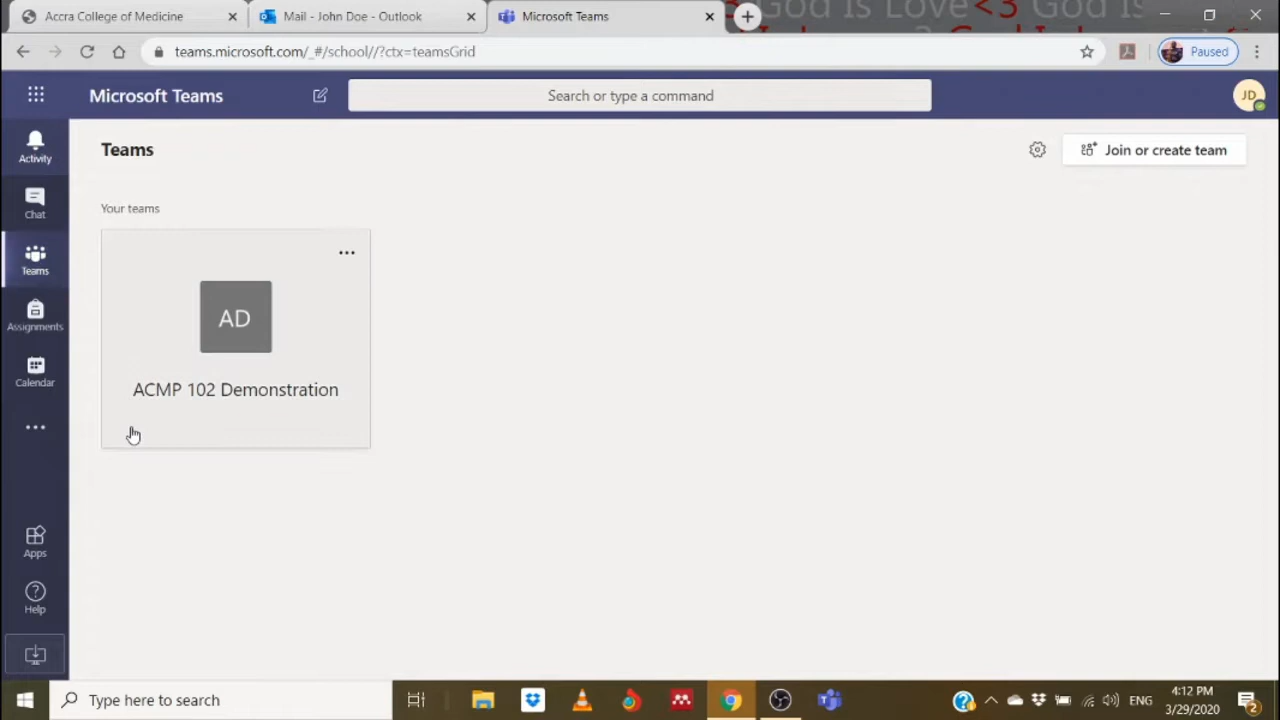 Accra College of Medicine
Mail - John Doe - Outlook
Microsoft Teams
God Is Love<3 God Is
teams.microsoft.com/_#/school//?ctx=teamsGrid
Paused
Microsoft Teams
Search or type a command
JD
Activity
Teams
Join or create team
Chat
Your teams
Teams
AD
Assignments
ACMP 102 Demonstration
Calendar
Apps
Help
Type here to search
ENG
4:12 PM
3/29/2020
2